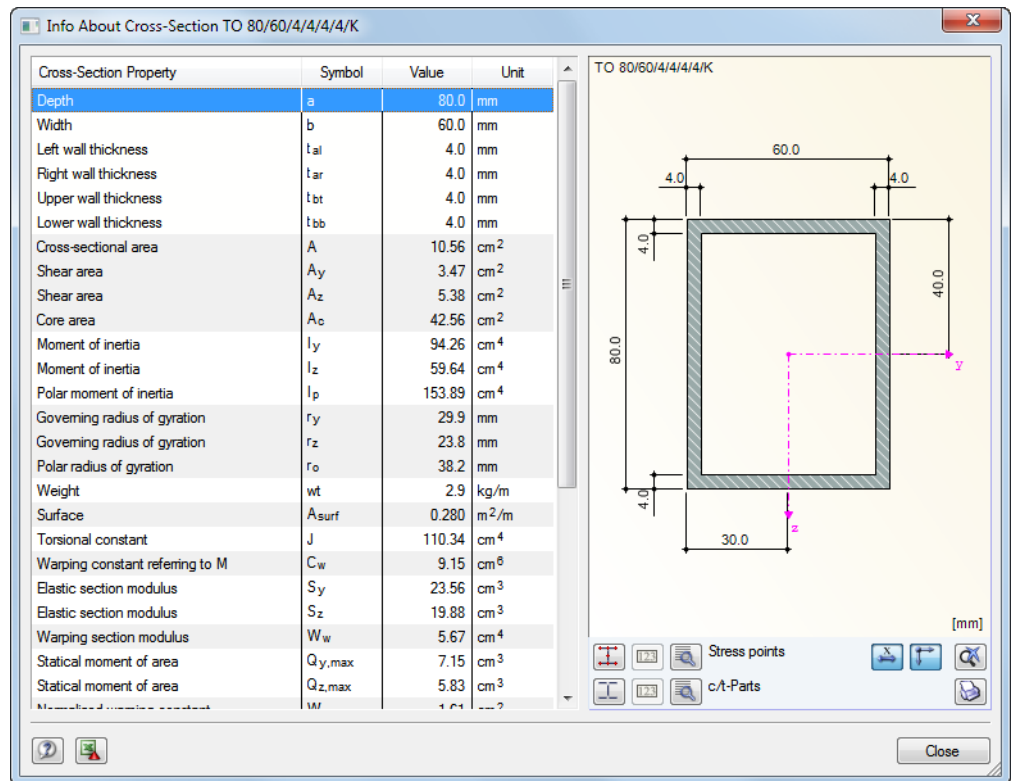 Info About Cross-Section TO 80/60/4/4/4/4/K
Cross-Section Property Symbol Value Unit
Depth a 80.0 mm
Width b 60.0 mm
Left wall thickness tal 4.0 mm
Right wall thickness tar 4.0 mm
Upper wall thickness tbt 4.0 mm
Lower wall thickness tbb 4.0 mm
Cross-sectional area A 10.56 cm2
Shear area Ay 3.47 cm2
Shear area Az 5.38 cm2
Core area Ac 42.56 cm2
Moment of inertia Iy 94.26 cm4
Moment of inertia Iz 59.64 cm4
Polar moment of inertia Ip 153.89 cm4
Governing radius of gyration ry 29.9 mm
Governing radius of gyration rz 23.8 mm
Polar radius of gyration ro 38.2 mm
Weight wt 2.9 kg/m
Surface Asurf 0.280 m2/m
Torsional constant J 110.34 cm4
Warping constant referring to M Cw 9.15 cm6
Elastic section modulus Sy 23.56 cm3
Elastic section modulus Sz 19.88 cm3
Warping section modulus Ww 5.67 cm4
Statical moment of area Qy,max 7.15 cm3
Statical moment of area Qz,max 5.83 cm3
TO 80/60/4/4/4/4/K
60.0
4.0 4.0
4.0
40.0
80.0
y
4.0
z
30.0
[mm]
Stress points
c/t-Parts
Close